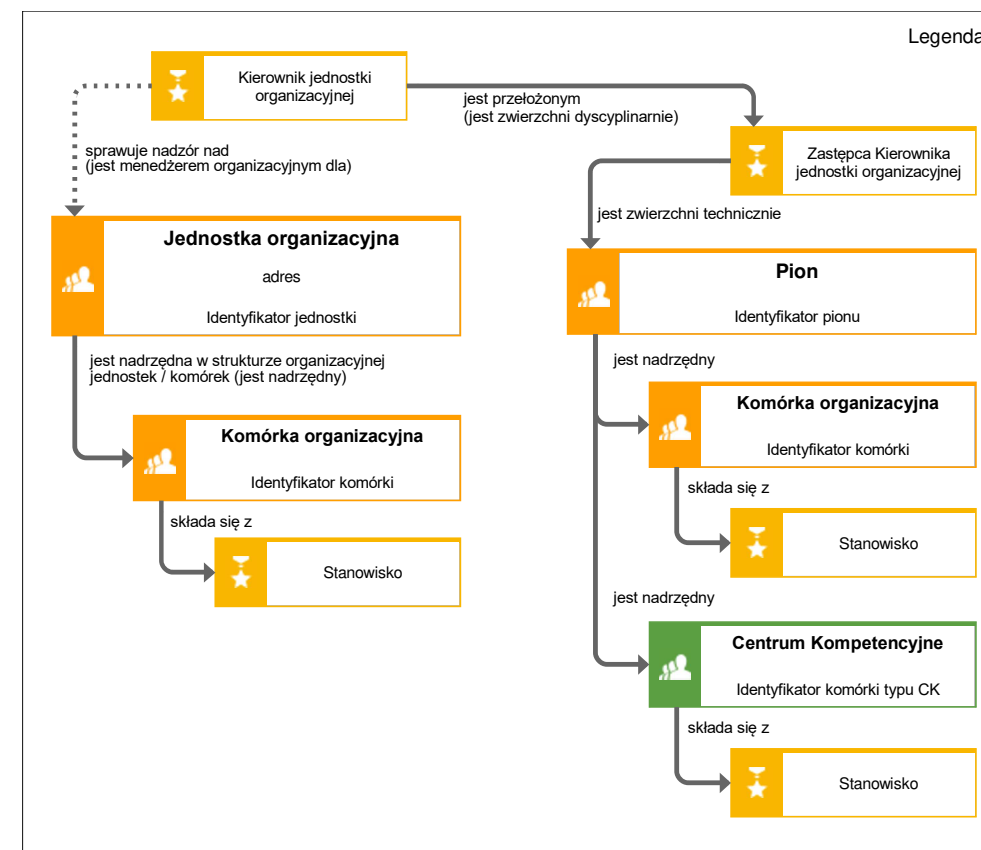 Legenda
Kierownik jednostki
organizacyjnej
jest przełożonym
(jest zwierzchni dyscyplinarnie)
sprawuje nadzór nad
(jest menedżerem organizacyjnym dla)
Zastępca Kierownika
jednostki organizacyjnej
jest zwierzchni technicznie
Jednostka organizacyjna
adres
Identyfikator jednostki
Pion
Identyfikator pionu
jest nadrzędna w strukturze organizacyjnej
jednostek / komórek (jest nadrzędny)
jest nadrzędny
Komórka organizacyjna
Identyfikator komórki
Komórka organizacyjna
Identyfikator komórki
składa się z
Stanowisko
składa się z
Stanowisko
jest nadrzędny
Centrum Kompetencyjne
Identyfikator komórki typu CK
składa się z
Stanowisko